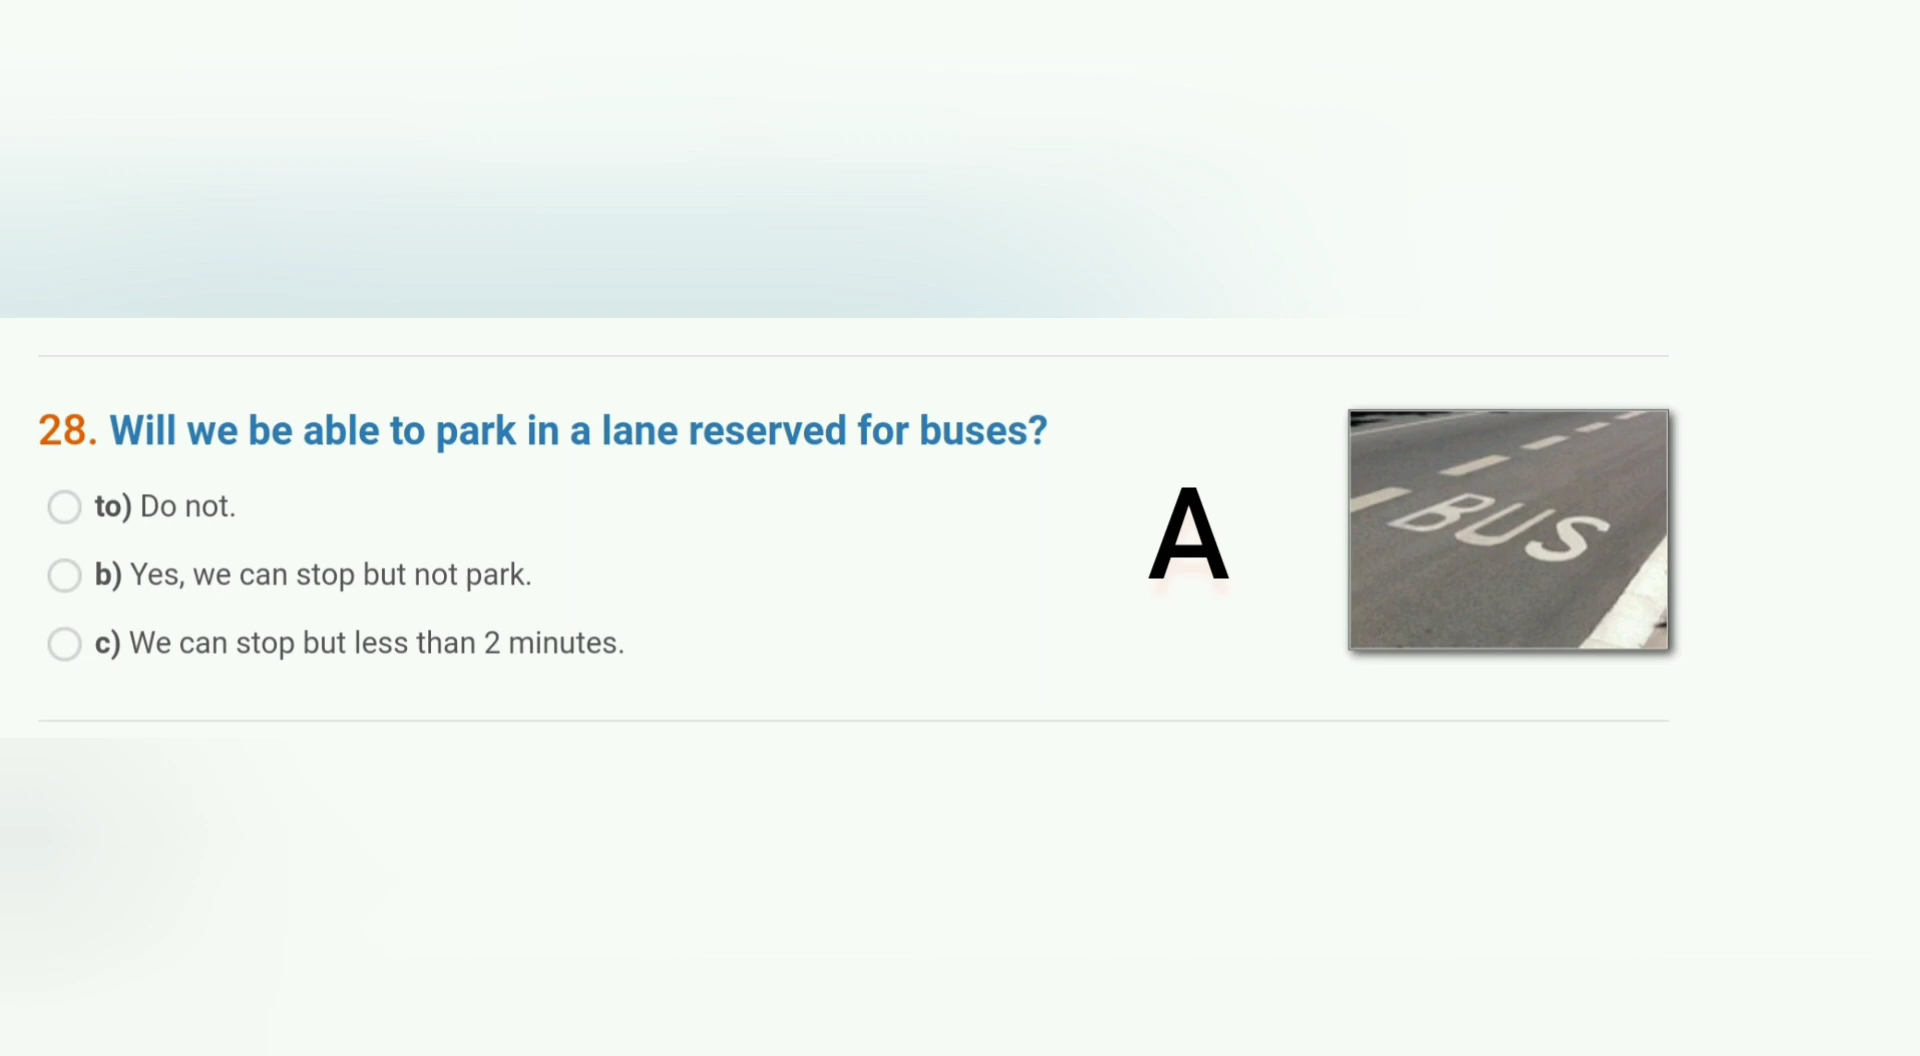 28. Will we be able to park in a lane reserved for buses?
to) Do not.
b) Yes, we can stop but not park.
c) We can stop but less than 2 minutes.
A
BUS